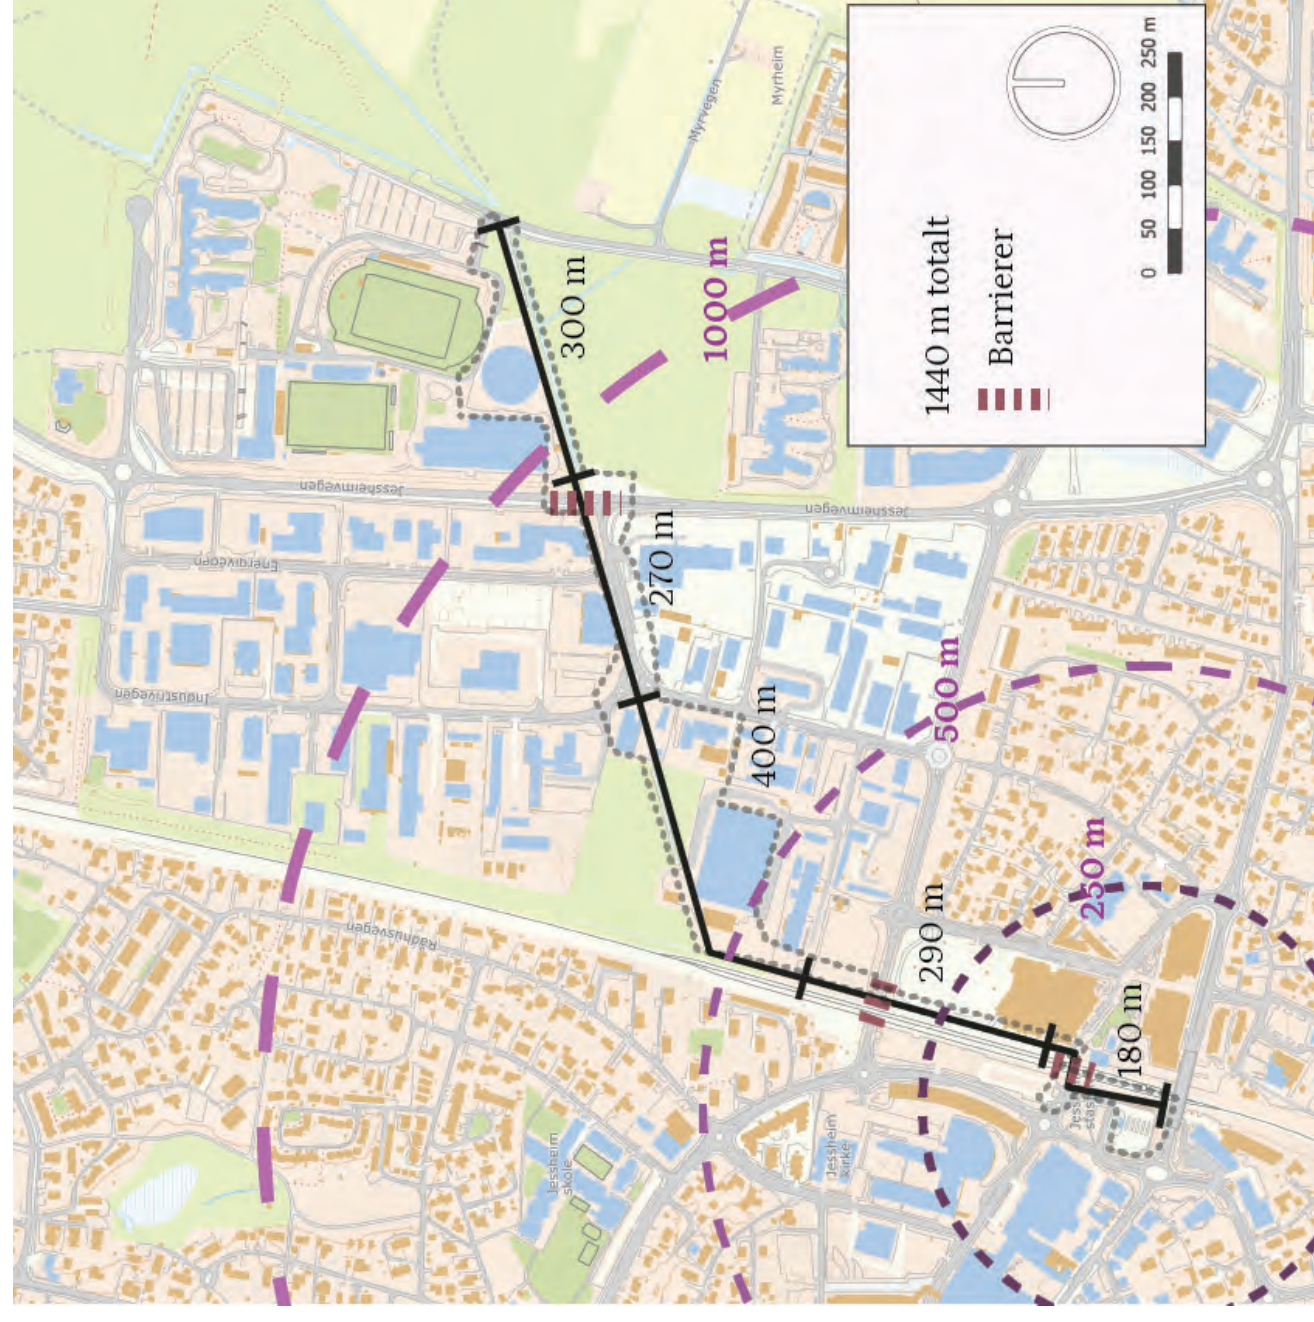 Myrvegen
Myrheim
Jessheimvegen
300 m
1000 m
Energivegen
270 m
Jessheimvegen
Industrivegen
400 m
500 m
Rådhusvegen
250 m
290 m
180 m
Jessheim
skole
Jessheim
kirke
1440 m totalt
Barrierer
0 50 100 150 200 250 m